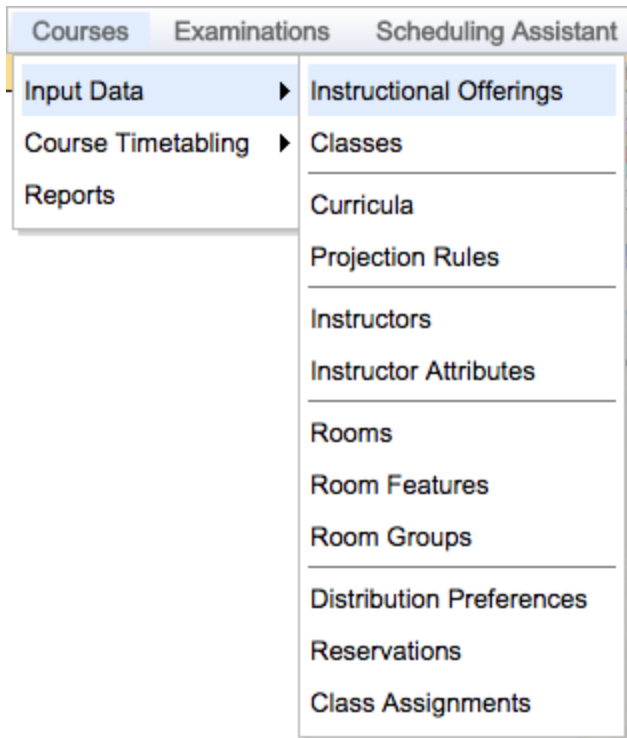 Courses Examinations Scheduling Assistant
Input Data
Course Timetabling
Reports
Instructional Offerings
Classes
Curricula
Projection Rules
Instructors
Instructor Attributes
Rooms
Room Features
Room Groups
Distribution Preferences
Reservations
Class Assignments